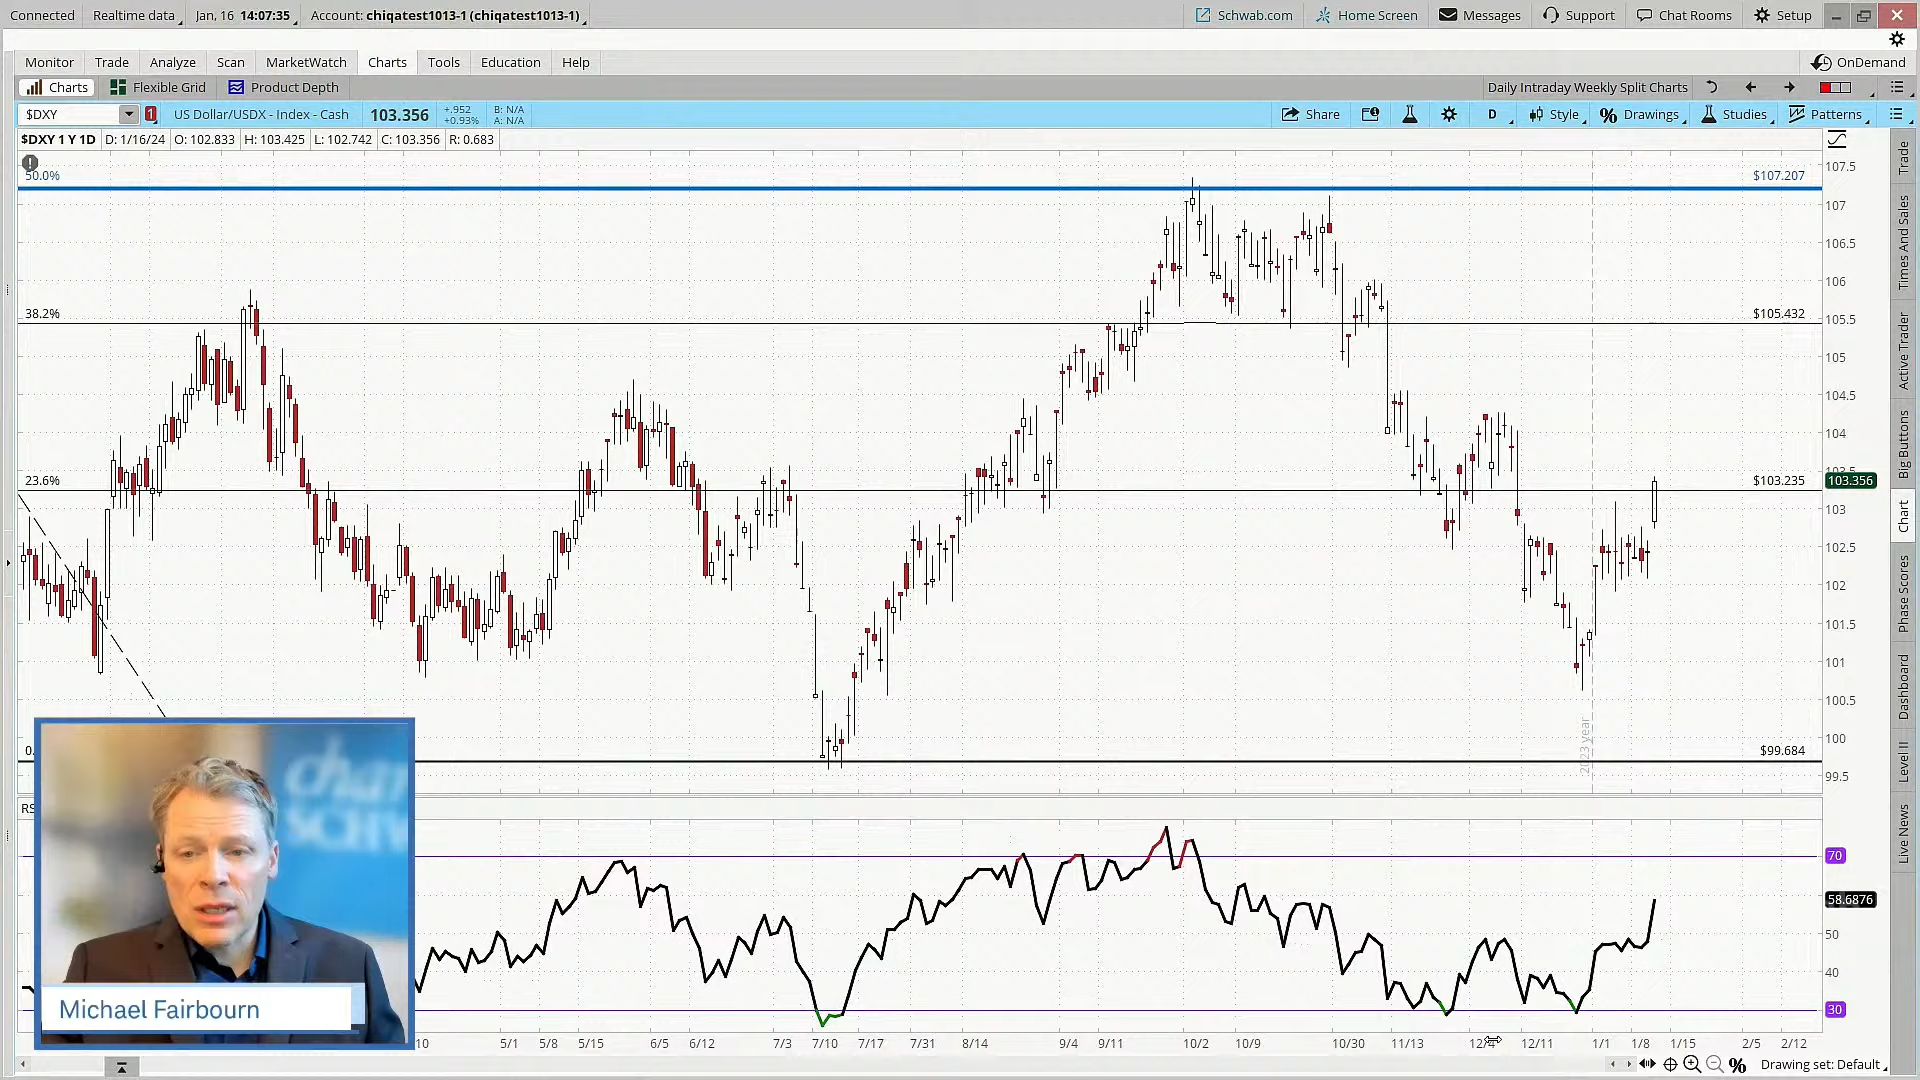 Connected Realtime data Jan, 16 14:07:35 Account: chiqatest1013-1 (chiqatest1013-1) Schwab.com Home Screen Messages Support Chat Rooms Setup
Monitor Trade Analyze Scan MarketWatch Charts Tools Education Help OnDemand
Charts Flexible Grid Product Depth Daily Intraday Weekly Split Charts
$DXY 1 US Dollar/USDX - Index - Cash 103.356 +.952 B: N/A Share D Style % Drawings Studies Patterns
+0.93% A: N/A
$DXY 1 Y 1D D: 1/16/24 O: 102.833 H: 103.425 L: 102.742 C: 103.356 R: 0.683
107.5
50.0% $107.207
107
106.5
106
38.2% $105.432
105.5
105
104.5
104
103.5
23.6% $103.235
103.356
103
102.5
102
101.5
101
100.5
100
$99.684
99.5
2023 year
RS
70
58.6876
50
40
30
Michael Fairbourn
10 5/1 5/8 5/15 6/5 6/12 7/3 7/10 7/17 7/31 8/14 9/4 9/11 10/2 10/9 10/30 11/13 12/4 12/11 1/1 1/8 1/15 2/5 2/12
% Drawing set: Default
Trade
Times And Sales
Active Trader
Big Buttons
Chart
Phase Scores
Dashboard
Level II
Live News